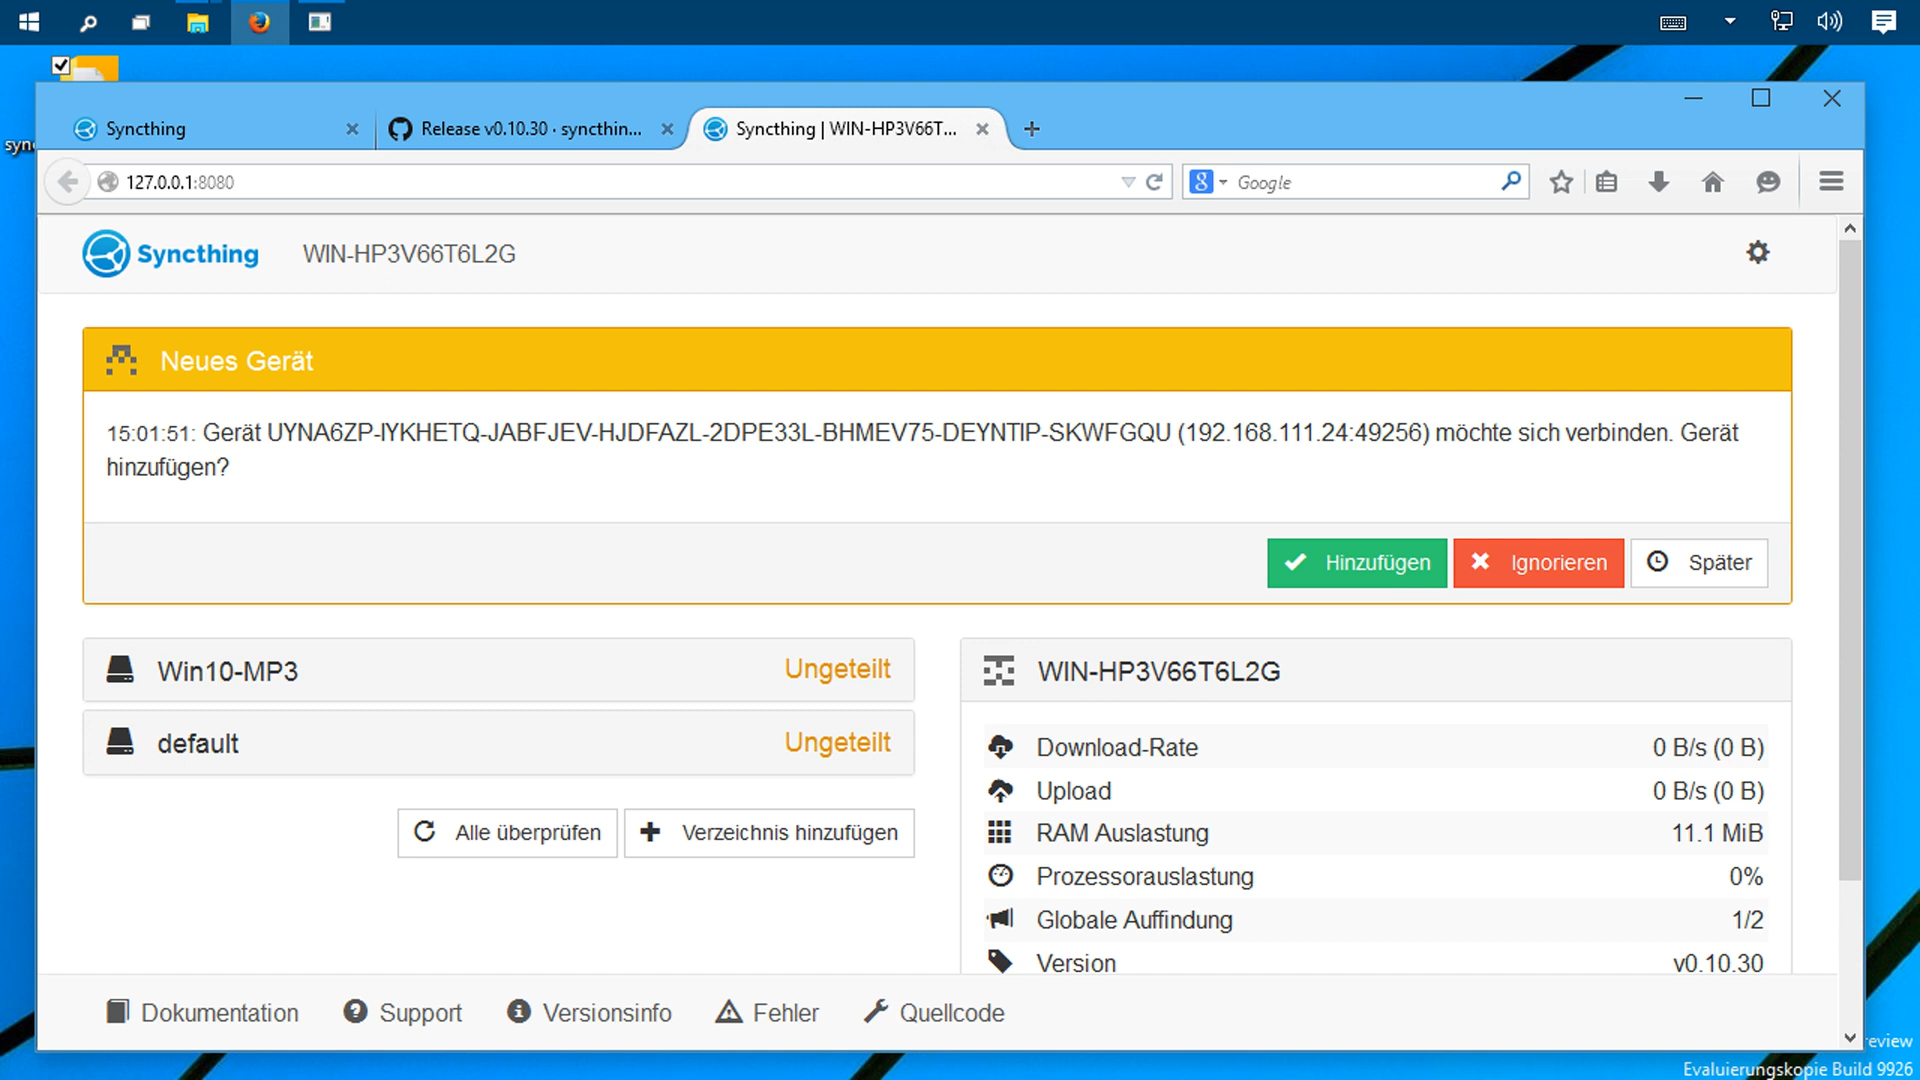 sync
Syncthing
Release v0.10.30 · syncthin...
Syncthing | WIN-HP3V66T...
127.0.0.1:8080
8
Google
Syncthing
WIN-HP3V66T6L2G
Neues Gerät
15:01:51: Gerät UYNA6ZP-IYKHETQ-JABFJEV-HJDFAZL-2DPE33L-BHMEV75-DEYNTIP-SKWFGQU (192.168.111.24:49256) möchte sich verbinden. Gerät
hinzufügen?
Hinzufügen
Ignorieren
Später
Win10-MP3
Ungeteilt
default
Ungeteilt
Alle überprüfen
Verzeichnis hinzufügen
WIN-HP3V66T6L2G
Download-Rate 0 B/s (0 B)
Upload 0 B/s (0 B)
RAM Auslastung 11.1 MiB
Prozessorauslastung 0%
Globale Auffindung 1/2
Version v0.10.30
Dokumentation
Support
Versionsinfo
Fehler
Quellcode
review
Evaluierungskopie Build 9926